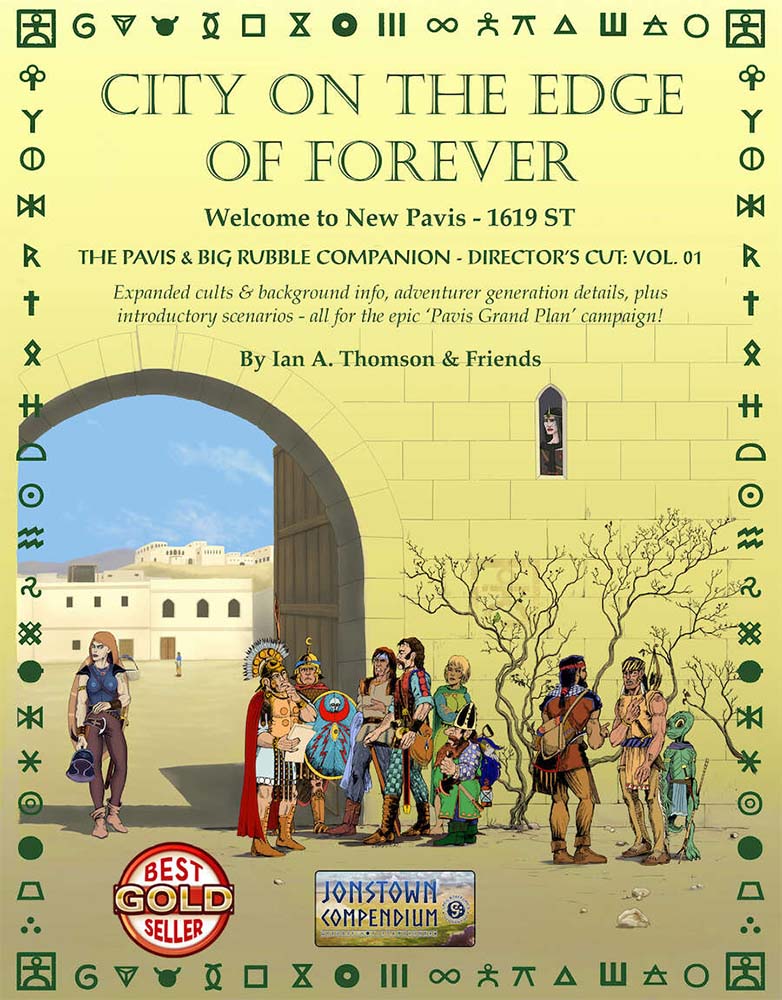 CITY ON THE EDGE
OF FOREVER
Welcome to New Pavis - 1619 ST
THE PAVIS & BIG RUBBLE COMPANION - DIRECTOR'S CUT: VOL. 01
Expanded cults & background info, adventurer generation details, plus
introductory scenarios - all for the epic ‘Pavis Grand Plan’ campaign!
By Ian A. Thomson & Friends
BEST
GOLD
SELLER
JONSTOWN
COMPENDIUM